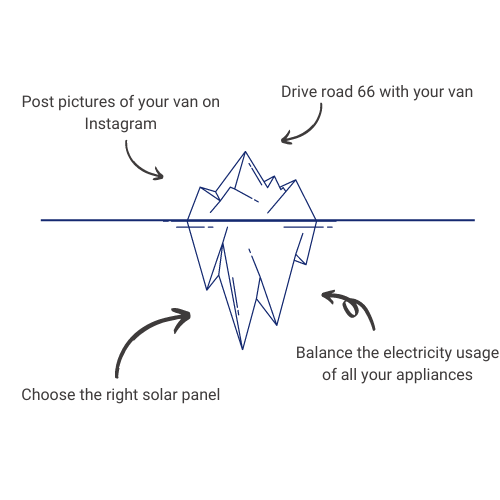 Post pictures of your van on
Instagram
Drive road 66 with your van
Choose the right solar panel
Balance the electricity usage
of all your appliances